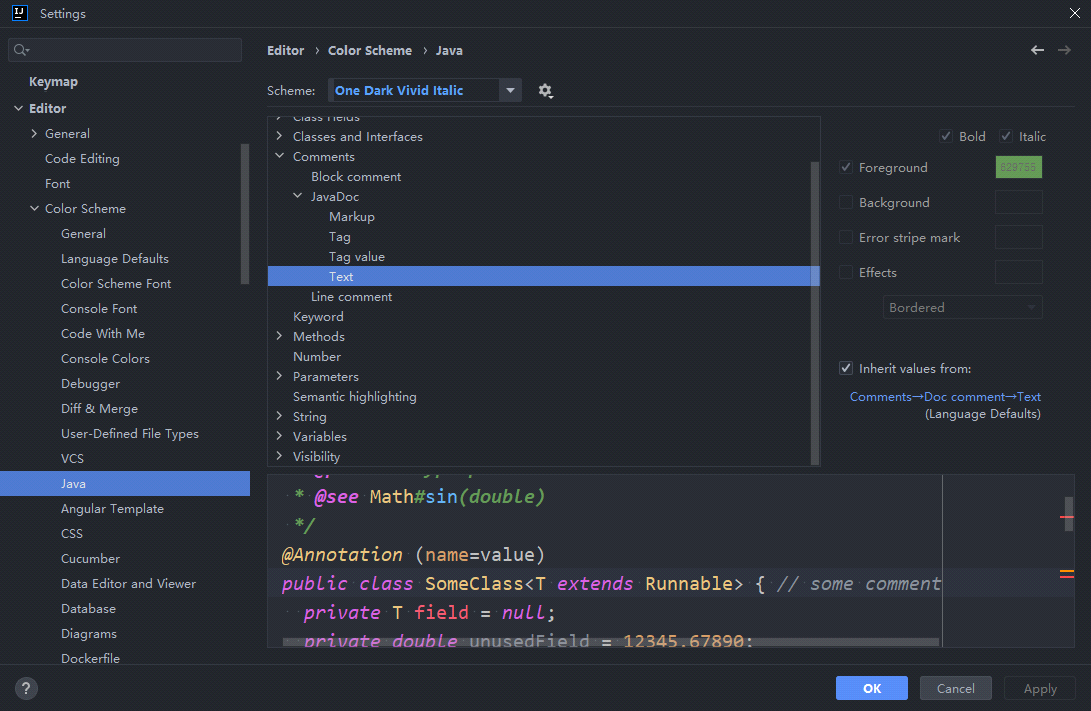 Settings
Keymap
Editor
General
Code Editing
Font
Color Scheme
General
Language Defaults
Color Scheme Font
Console Font
Code With Me
Console Colors
Debugger
Diff & Merge
User-Defined File Types
VCS
Java
Angular Template
CSS
Cucumber
Data Editor and Viewer
Database
Diagrams
Dockerfile
Editor › Color Scheme › Java
Scheme: One Dark Vivid Italic
Class Fields
Classes and Interfaces
Comments
Block comment
JavaDoc
Markup
Tag
Tag value
Text
Line comment
Keyword
Methods
Number
Parameters
Semantic highlighting
String
Variables
Visibility
Bold Italic
Foreground 629755
Background
Error stripe mark
Effects
Bordered
Inherit values from:
Comments→Doc comment→Text
(Language Defaults)
* @see Math#sin(double)
*/
@Annotation (name=value)
public class SomeClass<T extends Runnable> { // some comment
private T field = null;
private double unusedField = 12345.67890;
? OK Cancel Apply